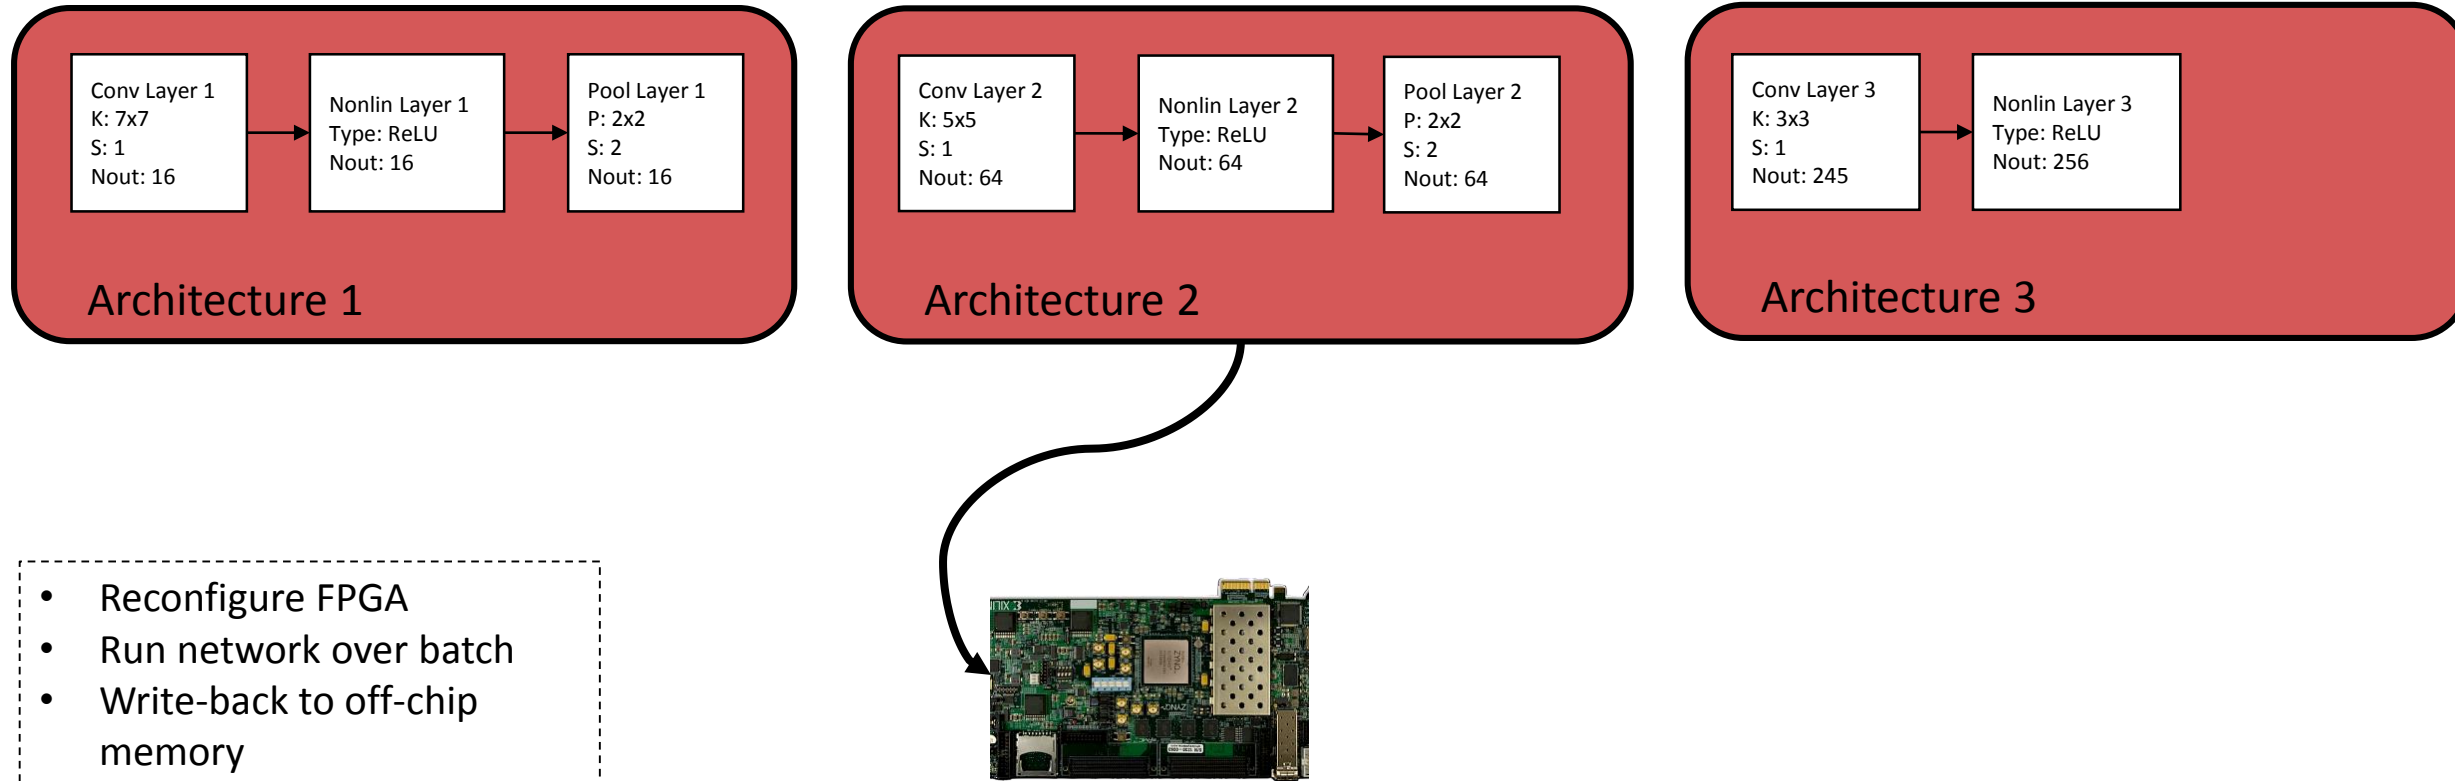 Conv Layer 1
K: 7x7
S: 1
Nout: 16
Nonlin Layer 1
Type: ReLU
Nout: 16
Pool Layer 1
P: 2x2
S: 2
Nout: 16
Architecture 1
Conv Layer 2
K: 5x5
S: 1
Nout: 64
Nonlin Layer 2
Type: ReLU
Nout: 64
Pool Layer 2
P: 2x2
S: 2
Nout: 64
Architecture 2
Conv Layer 3
K: 3x3
S: 1
Nout: 245
Nonlin Layer 3
Type: ReLU
Nout: 256
Architecture 3
• Reconfigure FPGA
• Run network over batch
• Write-back to off-chip
memory
ZYNQ
ZYNQ